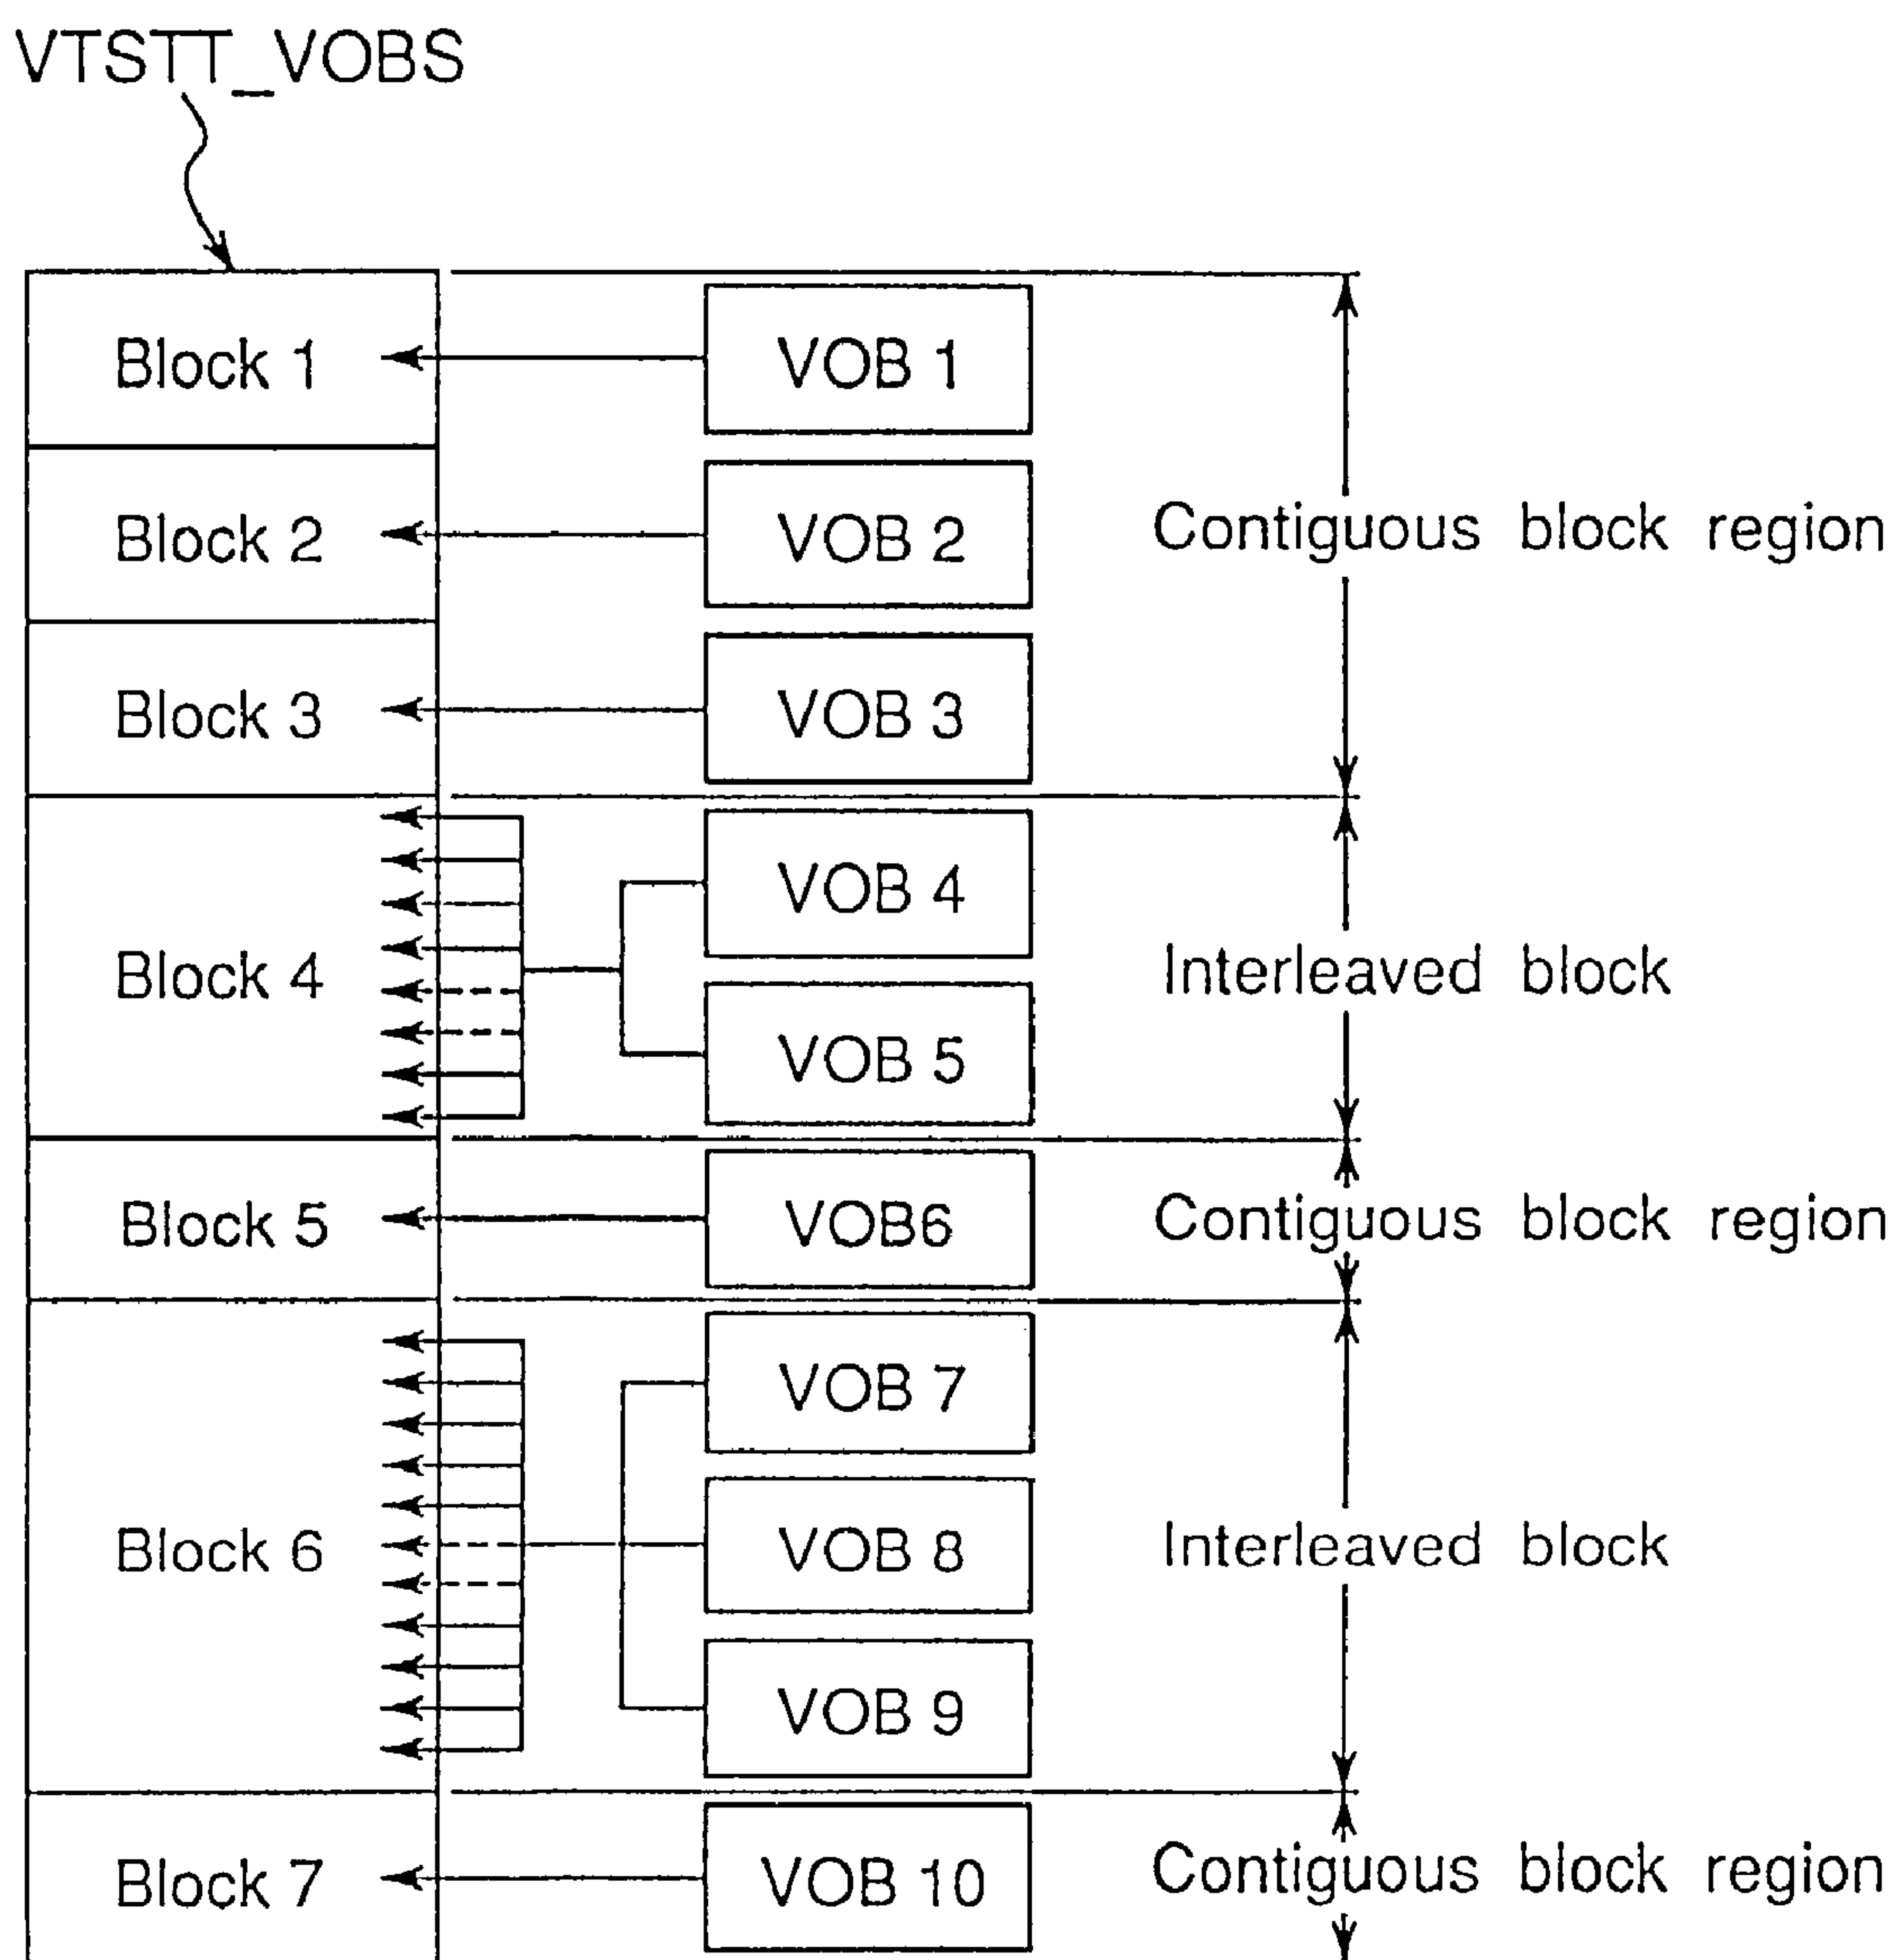 VTSTT_VOBS
Block 1
VOB 1
Block 2
VOB 2
Contiguous block region
Block 3
VOB 3
VOB 4
Block 4
Interleaved block
VOB 5
Block 5
VOB6
Contiguous block region
VOB 7
Block 6
VOB 8
Interleaved block
VOB 9
Block 7
VOB 10
Contiguous block region